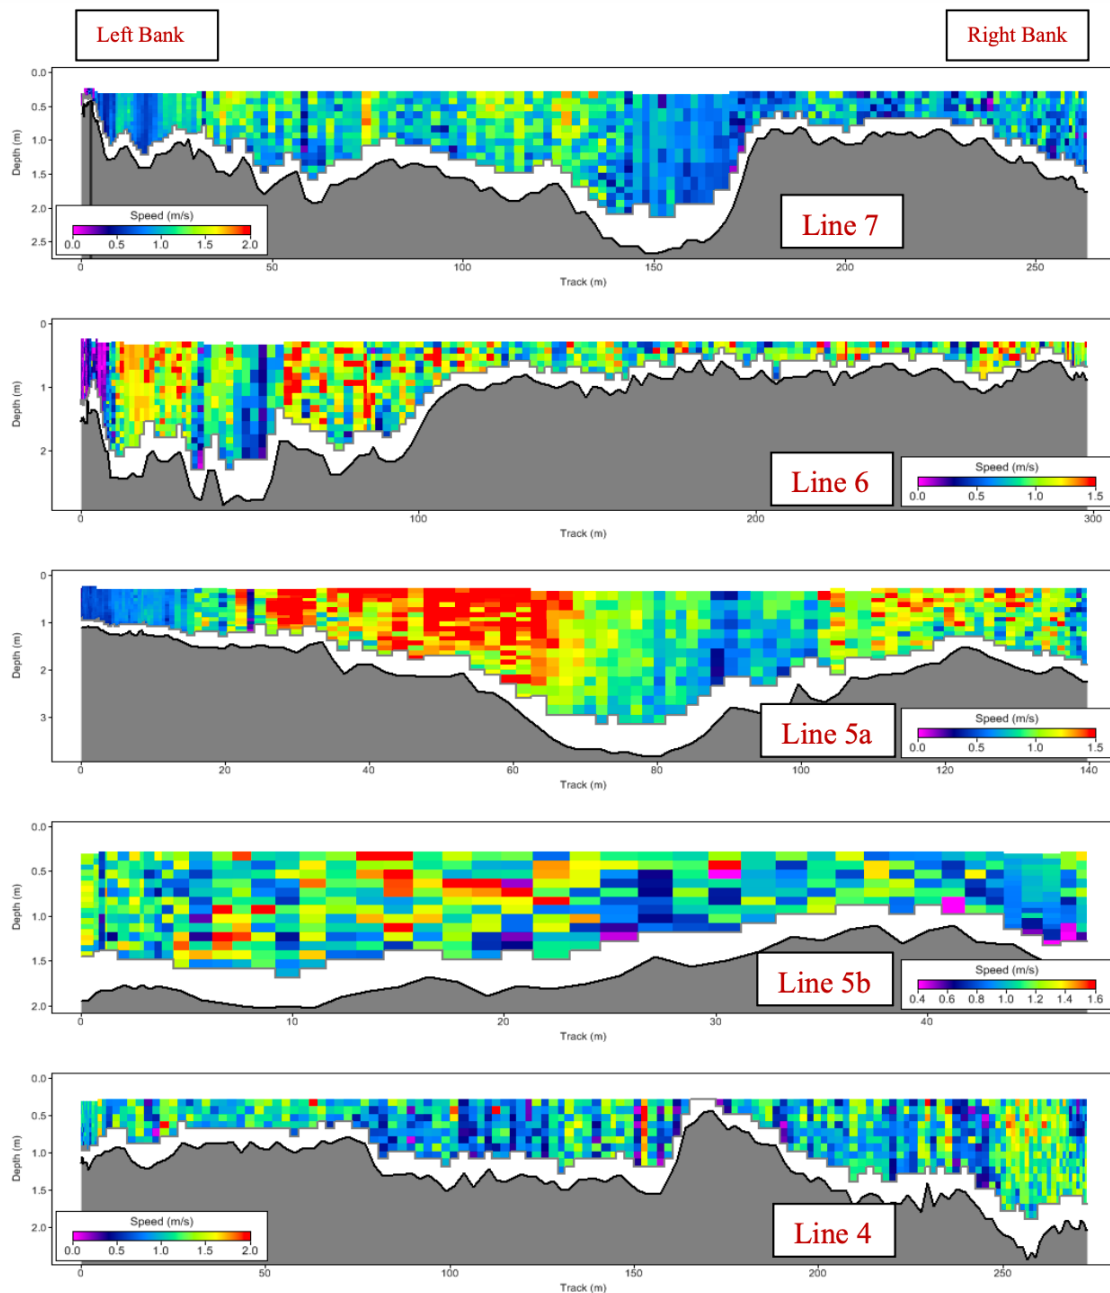 Left Bank Right Bank
0.0
0.5
1.0
1.5
2.0
2.5
Depth (m)
Speed (m/s)
0.0 0.5 1.0 1.5 2.0
Line 7
0 50 100 150 200 250
Track (m)
0
1
2
Depth (m)
Line 6
Speed (m/s)
0.0 0.5 1.0 1.5
0 100 200 300
Track (m)
0
1
2
3
Depth (m)
Line 5a
Speed (m/s)
0.0 0.5 1.0 1.5
0 20 40 60 80 100 120 140
Track (m)
0.0
0.5
1.0
1.5
2.0
Depth (m)
Line 5b
Speed (m/s)
0.4 0.6 0.8 1.0 1.2 1.4 1.6
0 10 20 30 40
Track (m)
0.0
0.5
1.0
1.5
2.0
Depth (m)
Speed (m/s)
0.0 0.5 1.0 1.5 2.0
Line 4
0 50 100 150 200 250
Track (m)